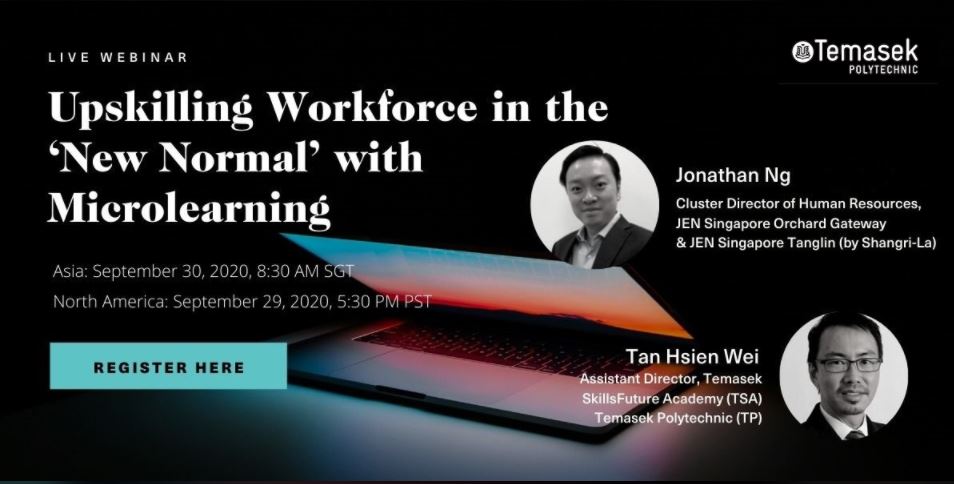 LIVE WEBINAR
Temasek
POLYTECHNIC
Upskilling Workforce in the
‘New Normal’ with
Microlearning
Asia: September 30, 2020, 8:30 AM SGT
North America: September 29, 2020, 5:30 PM PST
REGISTER HERE
Jonathan Ng
Cluster Director of Human Resources,
JEN Singapore Orchard Gateway
& JEN Singapore Tanglin (by Shangri-La)
Tan Hsien Wei
Assistant Director, Temasek
SkillsFuture Academy (TSA)
Temasek Polytechnic (TP)